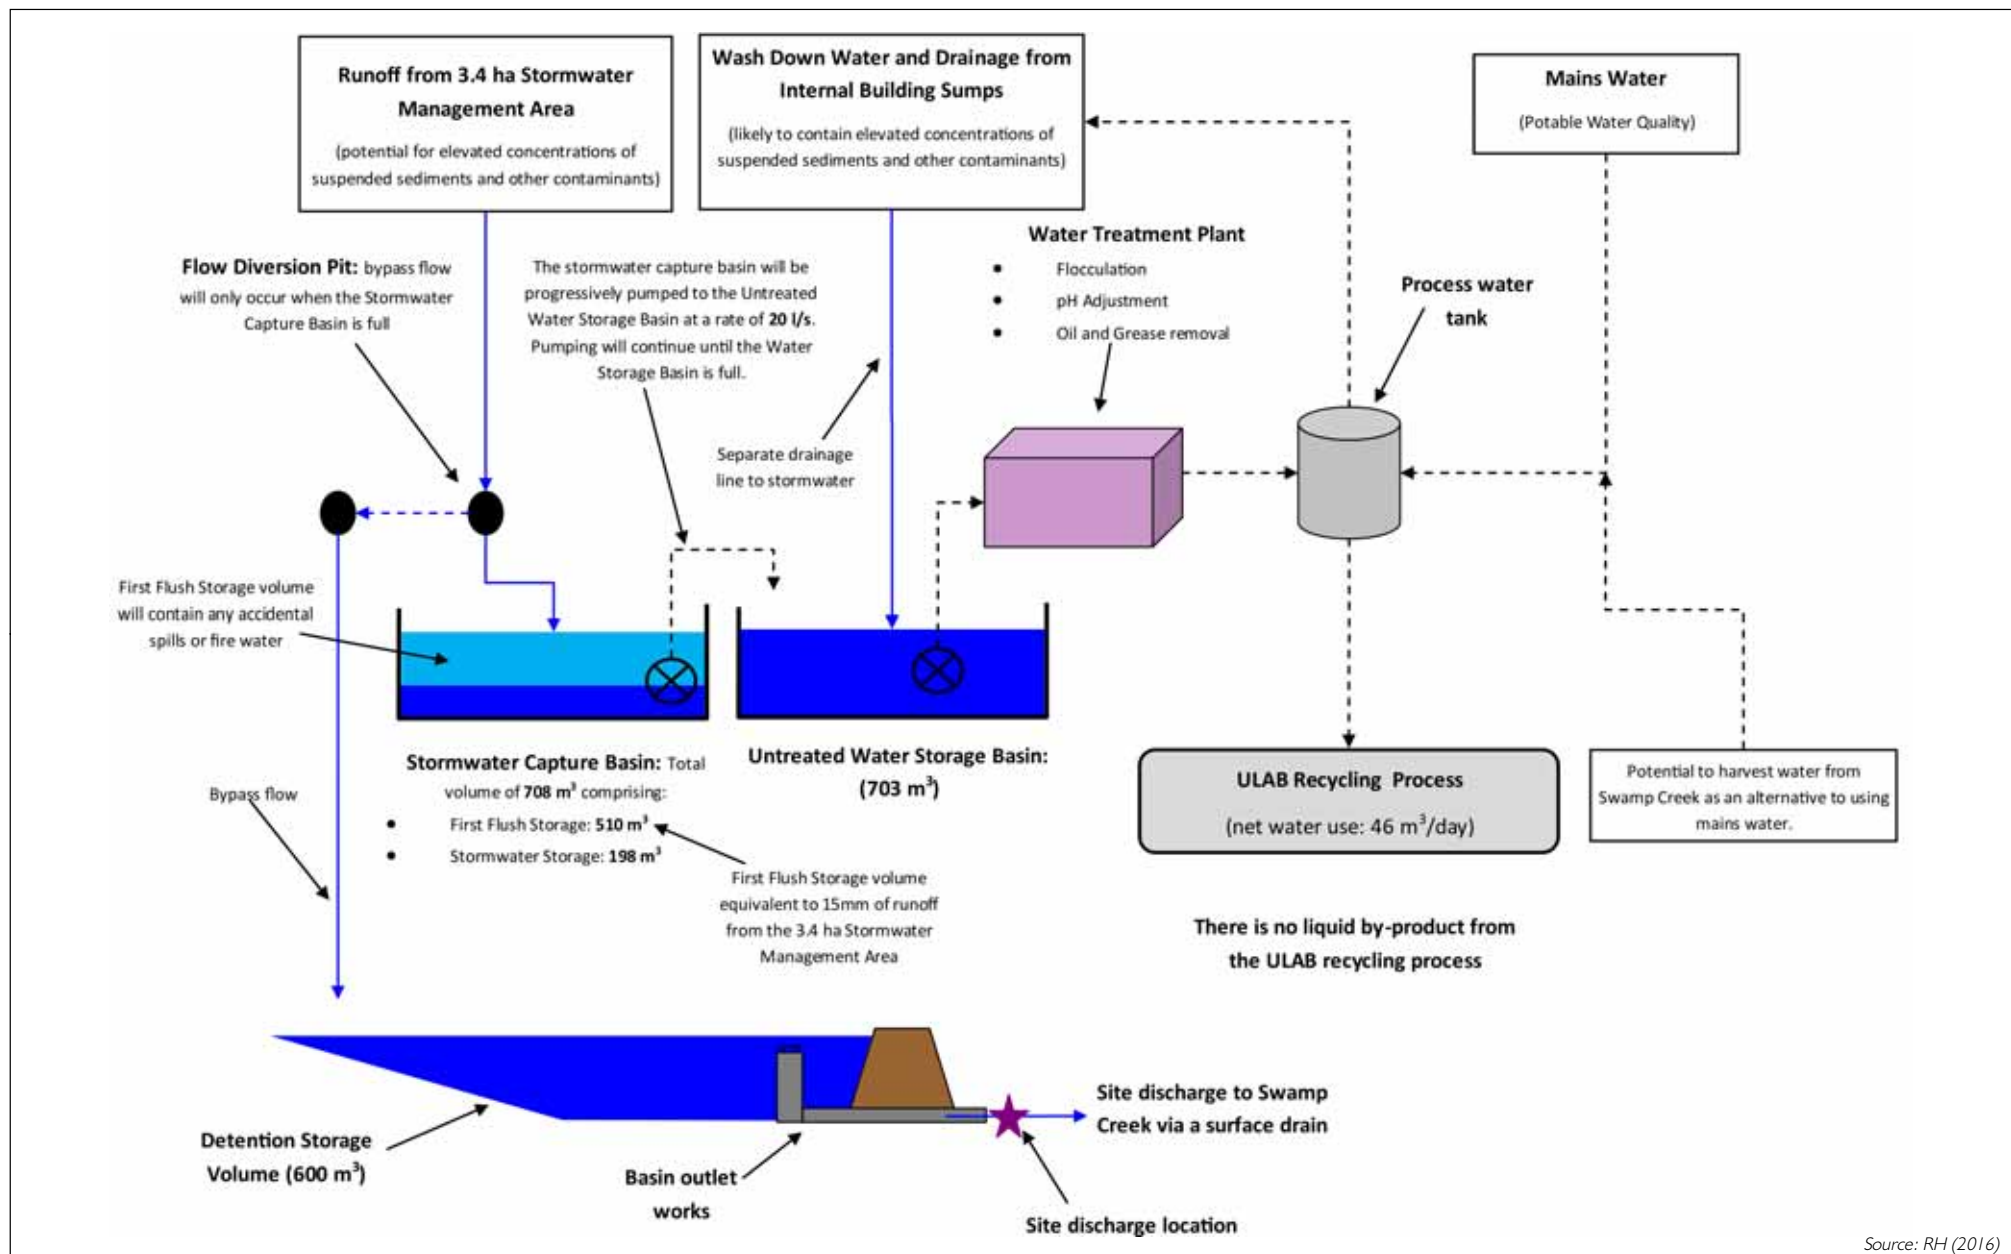 Runoff from 3.4 ha Stormwater
Management Area
(potential for elevated concentrations of
suspended sediments and other contaminants)
Wash Down Water and Drainage from
Internal Building Sumps
(likely to contain elevated concentrations of
suspended sediments and other contaminants)
Mains Water
(Potable Water Quality)
Flow Diversion Pit: bypass flow
will only occur when the Stormwater
Capture Basin is full
The stormwater capture basin will be
progressively pumped to the Untreated
Water Storage Basin at a rate of 20 l/s.
Pumping will continue until the Water
Storage Basin is full.
Water Treatment Plant
• Flocculation
• pH Adjustment
• Oil and Grease removal
Process water
tank
Separate drainage
line to stormwater
First Flush Storage volume
will contain any accidental
spills or fire water
Bypass flow
Stormwater Capture Basin: Total
volume of 708 m³ comprising:
• First Flush Storage: 510 m³
• Stormwater Storage: 198 m³
Untreated Water Storage Basin:
(703 m³)
First Flush Storage volume
equivalent to 15mm of runoff
from the 3.4 ha Stormwater
Management Area
ULAB Recycling Process
(net water use: 46 m³/day)
Potential to harvest water from
Swamp Creek as an alternative to using
mains water.
There is no liquid by-product from
the ULAB recycling process
Detention Storage
Volume (600 m³)
Basin outlet
works
Site discharge to Swamp
Creek via a surface drain
Site discharge location
Source: RH (2016)